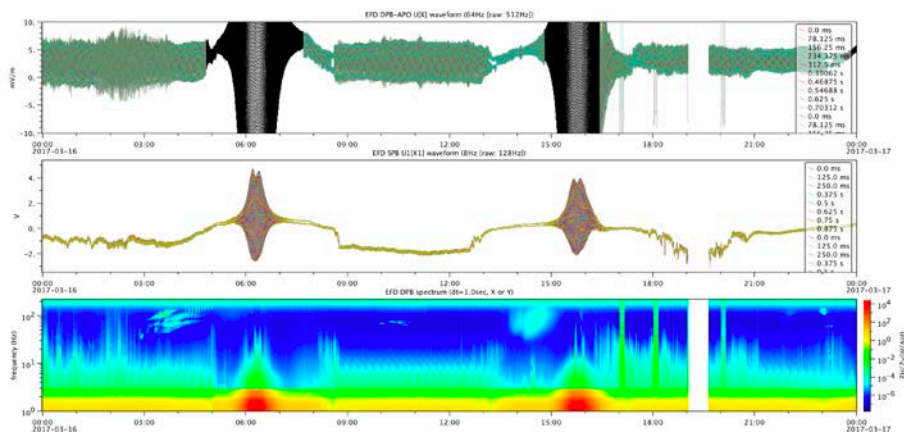 EFD DPB-APO U[X] waveform (64Hz [raw: 512Hz])
10.
5.
0.
-5.
-10.
mV/m
0.0 ms
78.125 ms
156.25 ms
234.375 ms
312.5 ms
0.39062 s
0.46875 s
0.54688 s
0.625 s
0.70312 s
0.0 ms
78.125 ms
00:00 03:00 06:00 09:00 12:00 15:00 18:00 21:00 00:00
2017-03-16 2017-03-17
EFD SPB U1[X1] waveform (8Hz [raw: 128Hz])
4.
2.
0.
-2.
V
0.0 ms
125.0 ms
250.0 ms
0.375 s
0.5 s
0.625 s
0.75 s
0.875 s
0.0 ms
125.0 ms
250.0 ms
0.375 s
00:00 03:00 06:00 09:00 12:00 15:00 18:00 21:00 00:00
2017-03-16 2017-03-17
EFD DPB spectrum (dt=1.0sec, X or Y)
10²
10¹
10⁰
frequency (Hz)
10⁴
10²
10⁰
10⁻²
10⁻⁴
10⁻⁶
00:00 03:00 06:00 09:00 12:00 15:00 18:00 21:00 00:00
2017-03-16 2017-03-17